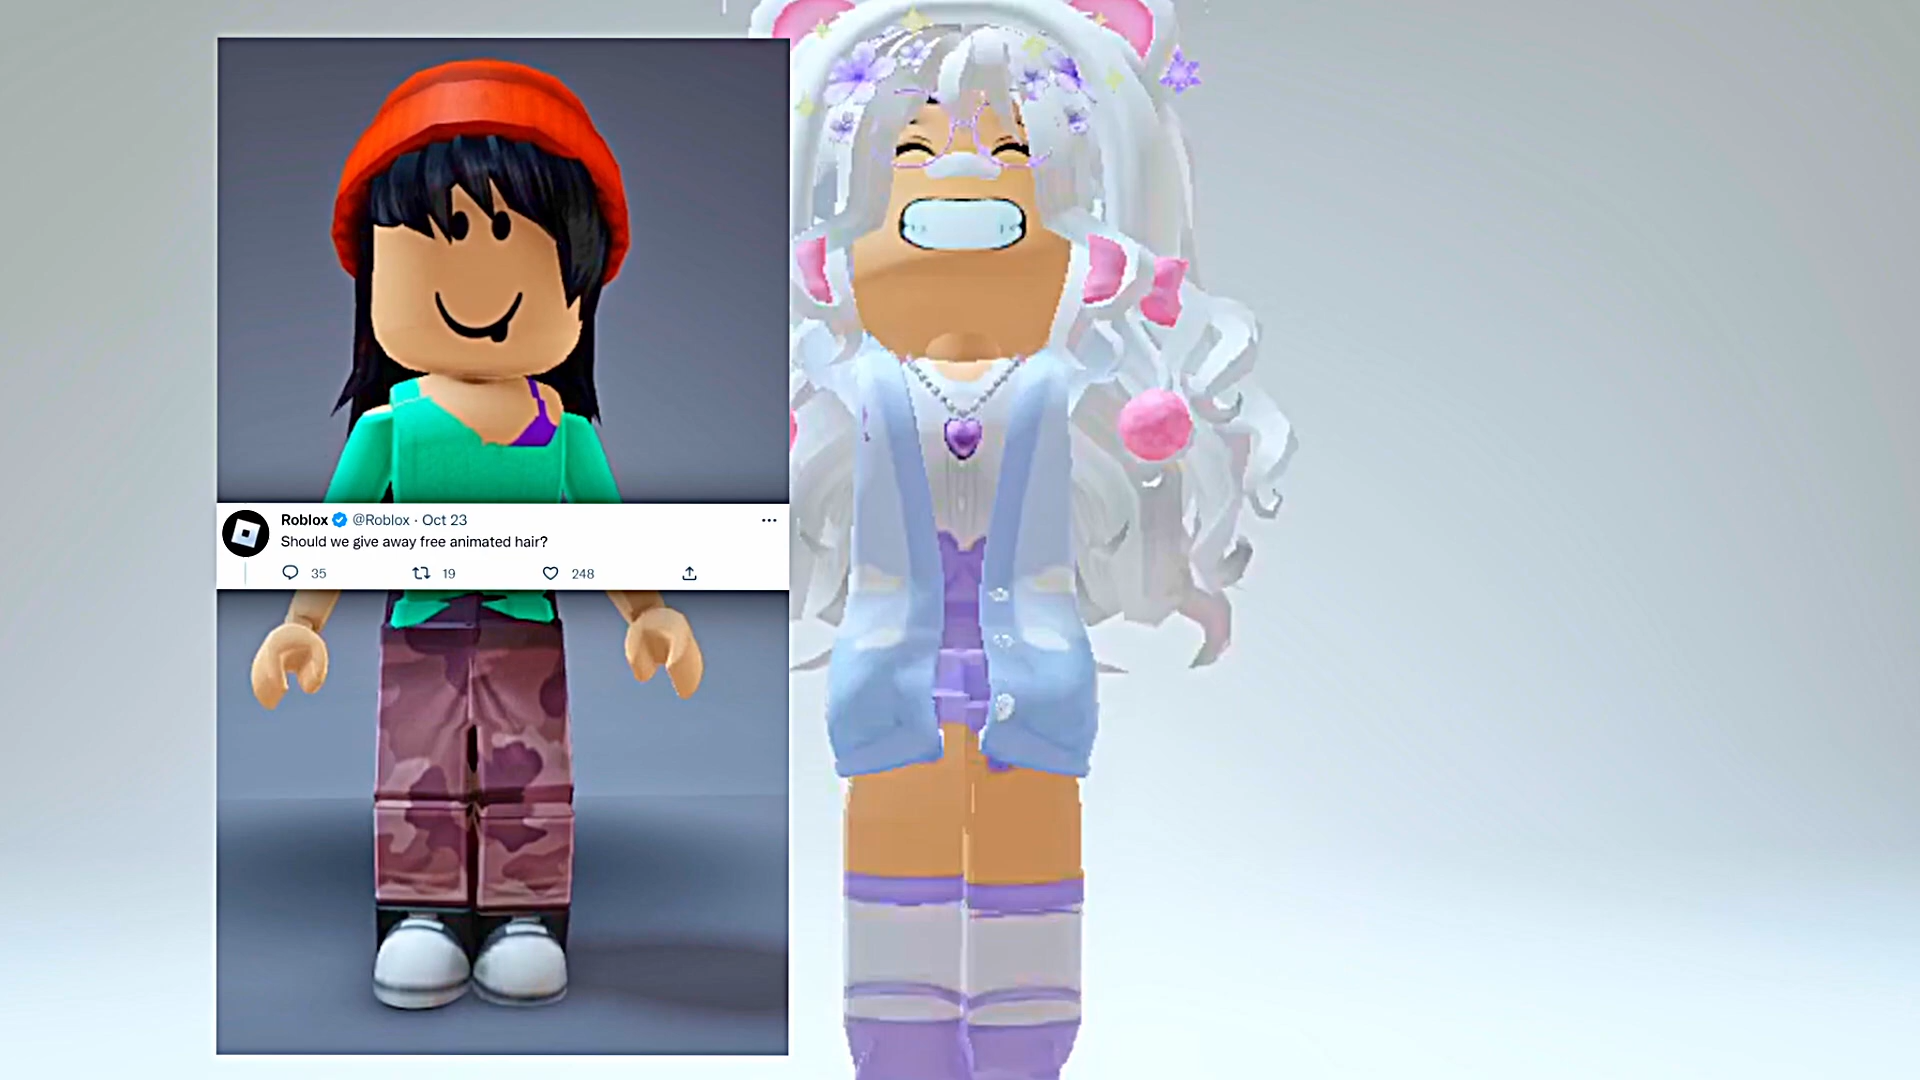 Roblox @Roblox · Oct 23
Should we give away free animated hair?
35 19 248